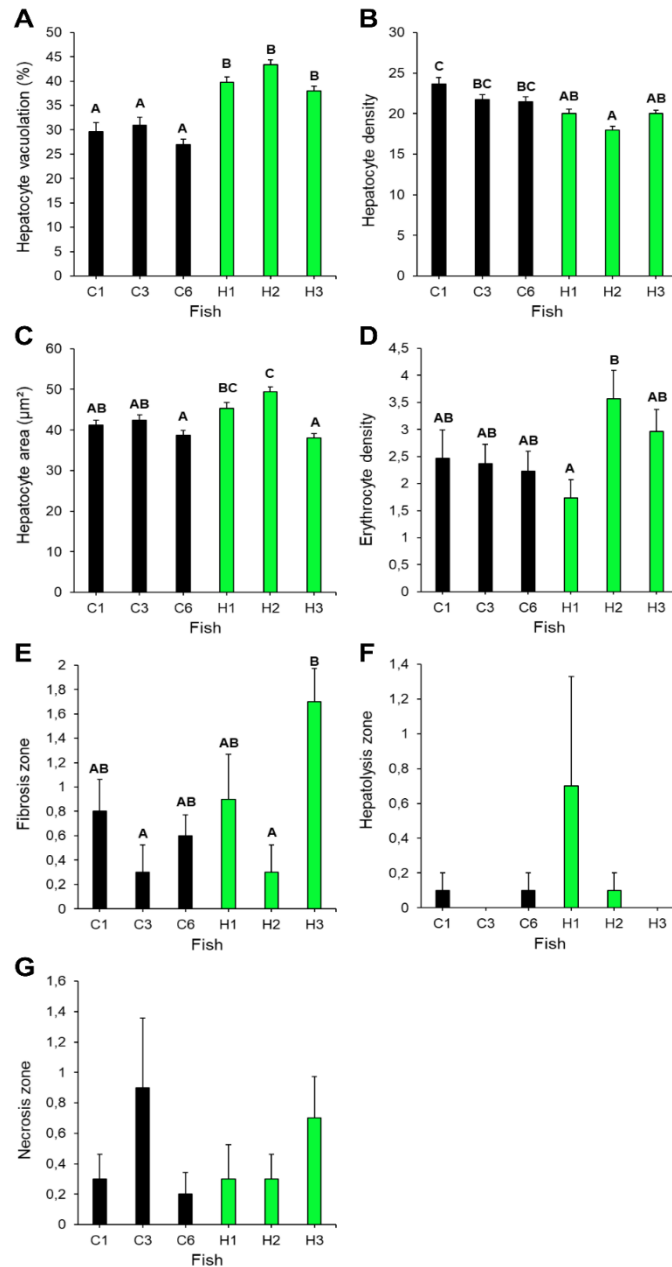 A
Hepatocyte vacuolation (%)
50
45
40
35
30
25
20
15
10
5
0
A
A
A
B
B
B
C1 C3 C6 H1 H2 H3
Fish
B
Hepatocyte density
30
25
20
15
10
5
0
C
BC
BC
AB
A
AB
C1 C3 C6 H1 H2 H3
Fish
C
Hepatocyte area (µm²)
60
50
40
30
20
10
0
AB
AB
A
BC
C
A
C1 C3 C6 H1 H2 H3
Fish
D
Erythrocyte density
4,5
4
3,5
3
2,5
2
1,5
1
0,5
0
AB
AB
AB
A
B
AB
C1 C3 C6 H1 H2 H3
Fish
E
Fibrosis zone
2
1,8
1,6
1,4
1,2
1
0,8
0,6
0,4
0,2
0
AB
A
AB
AB
A
B
C1 C3 C6 H1 H2 H3
Fish
F
Hepatolysis zone
1,4
1,2
1
0,8
0,6
0,4
0,2
0
C1 C3 C6 H1 H2 H3
Fish
G
Necrosis zone
1,6
1,4
1,2
1
0,8
0,6
0,4
0,2
0
C1 C3 C6 H1 H2 H3
Fish